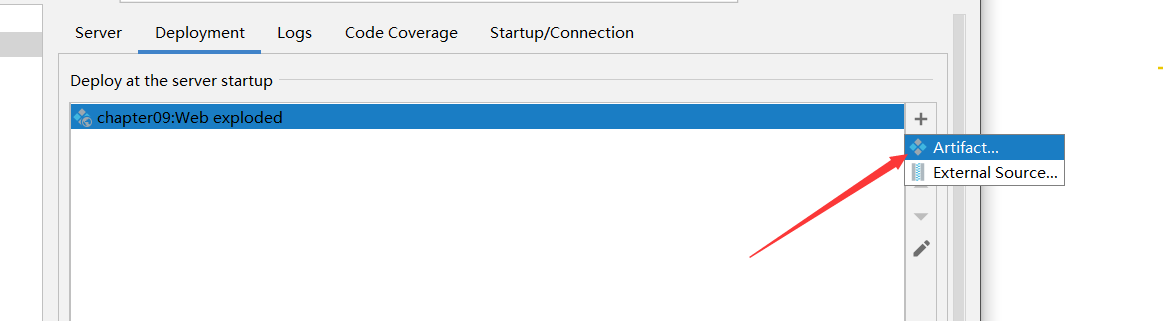 Server Deployment Logs Code Coverage Startup/Connection
Deploy at the server startup
chapter09:Web exploded
Artifact...
External Source...